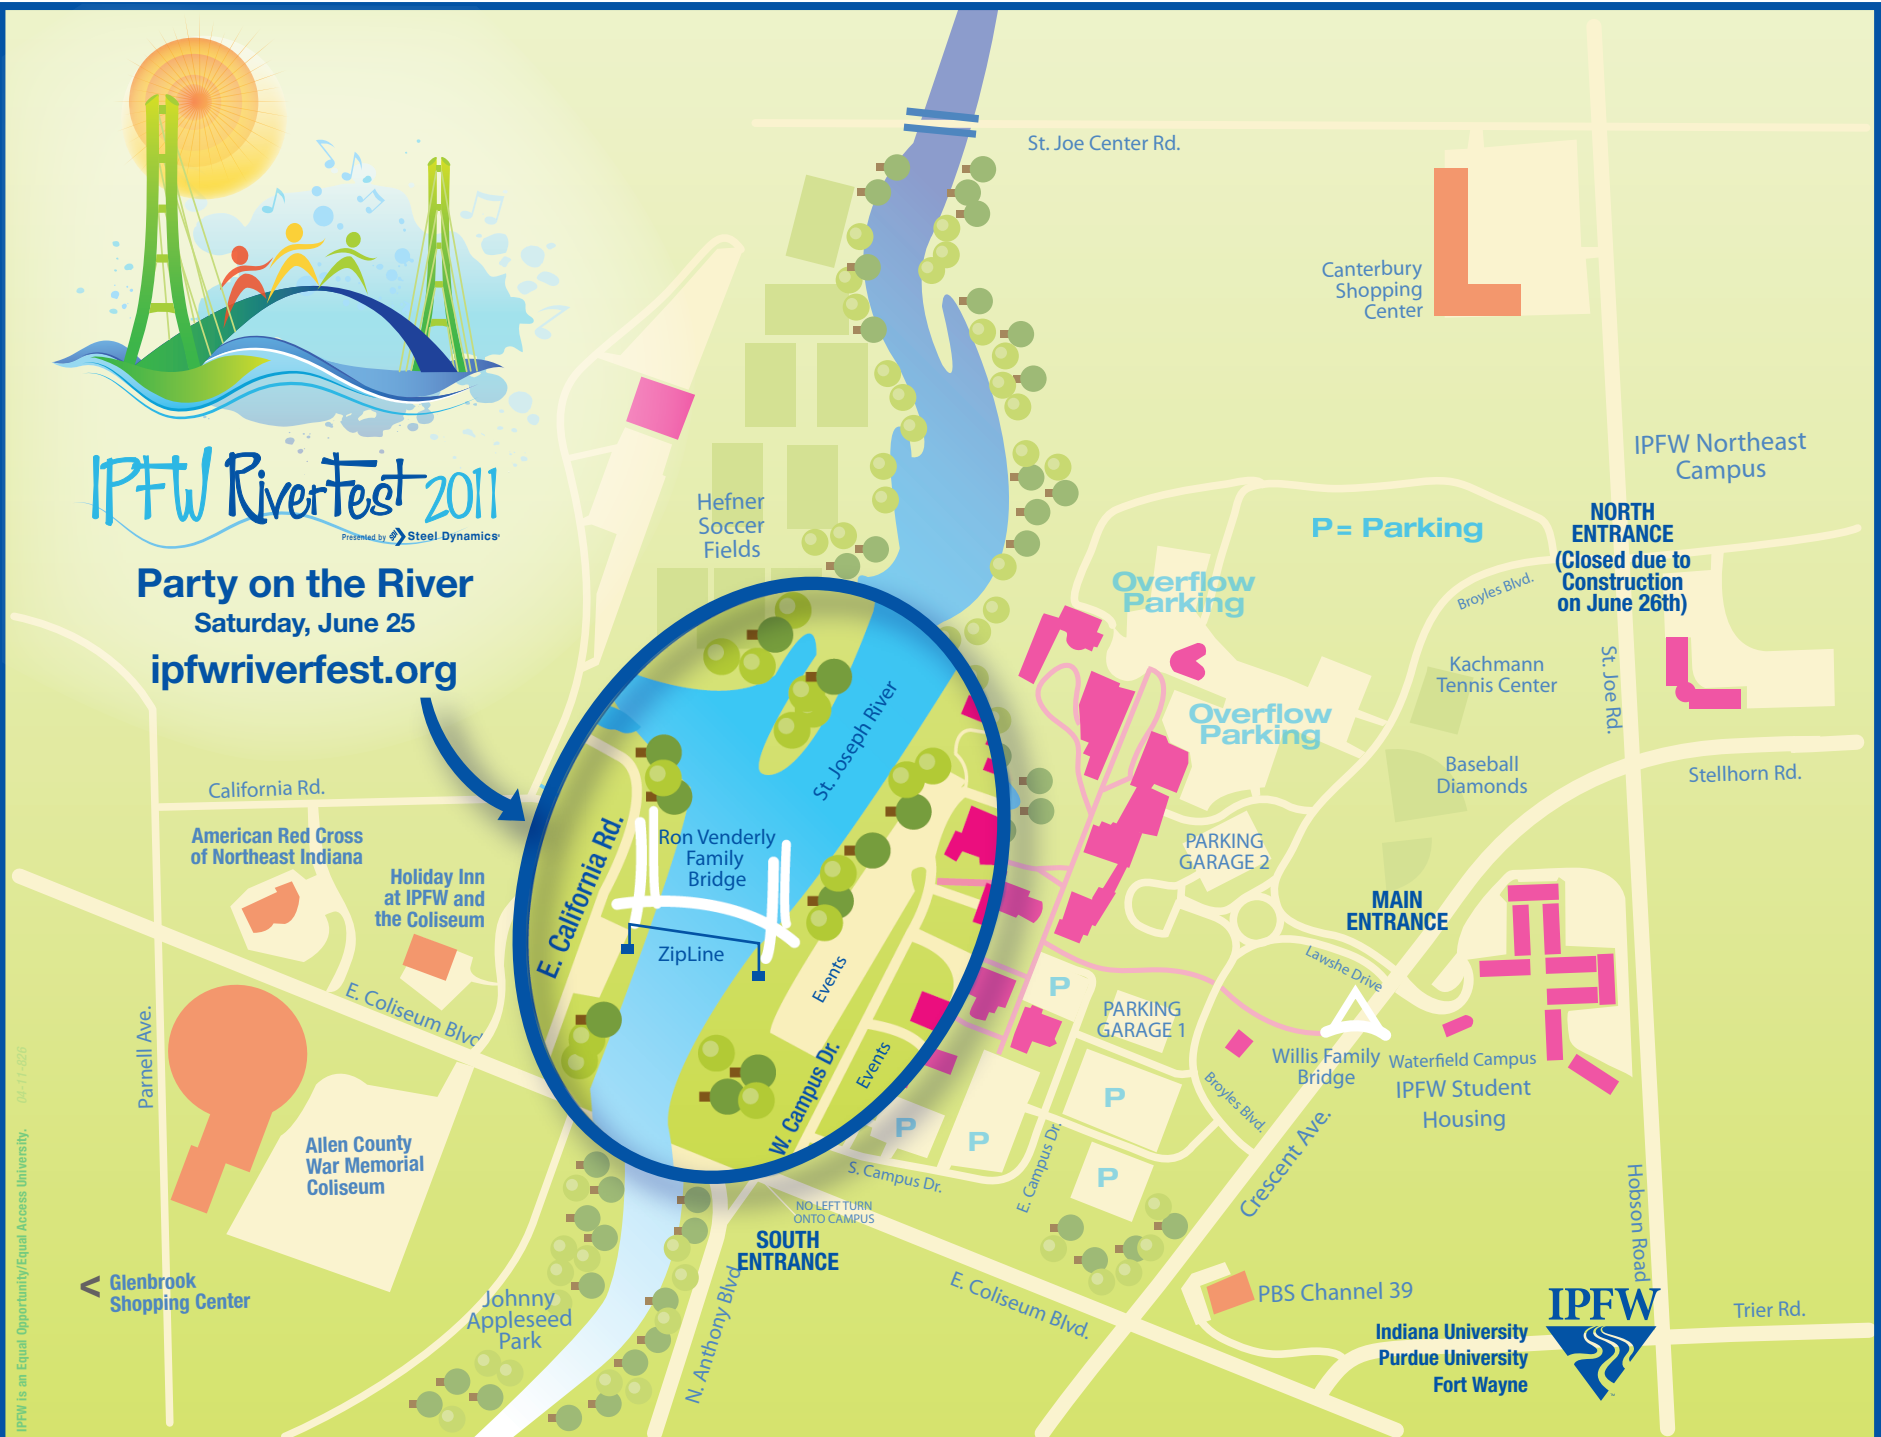 IPFW RiverFest 2011
Presented by Steel Dynamics
Party on the River
Saturday, June 25
ipfwriverfest.org
St. Joe Center Rd.
Canterbury
Shopping
Center
IPFW Northeast
Campus
NORTH
ENTRANCE
(Closed due to
Construction
on June 26th)
P= Parking
Hefner
Soccer
Fields
Overflow
Parking
Broyles Blvd.
Kachmann
Tennis Center
St. Joe Rd.
Overflow
Parking
Baseball
Diamonds
Stellhorn Rd.
St. Joseph River
California Rd.
American Red Cross
of Northeast Indiana
Holiday Inn
at IPFW and
the Coliseum
E. California Rd.
Ron Venderly
Family
Bridge
ZipLine
Events
Events
W. Campus Dr.
PARKING
GARAGE 2
MAIN
ENTRANCE
Lawshe Drive
P
PARKING
GARAGE 1
Willis Family
Bridge
Waterfield Campus
IPFW Student
Housing
Broyles Blvd.
Crescent Ave.
E. Coliseum Blvd
Parnell Ave.
Allen County
War Memorial
Coliseum
P
P
P
P
S. Campus Dr.
E. Campus Dr.
NO LEFT TURN
ONTO CAMPUS
SOUTH
ENTRANCE
Hobson Road
< Glenbrook
Shopping Center
Johnny
Appleseed
Park
N. Anthony Blvd
E. Coliseum Blvd.
PBS Channel 39
IPFW
Indiana University
Purdue University
Fort Wayne
Trier Rd.
IPFW is an Equal Opportunity/Equal Access University.
04-11-626